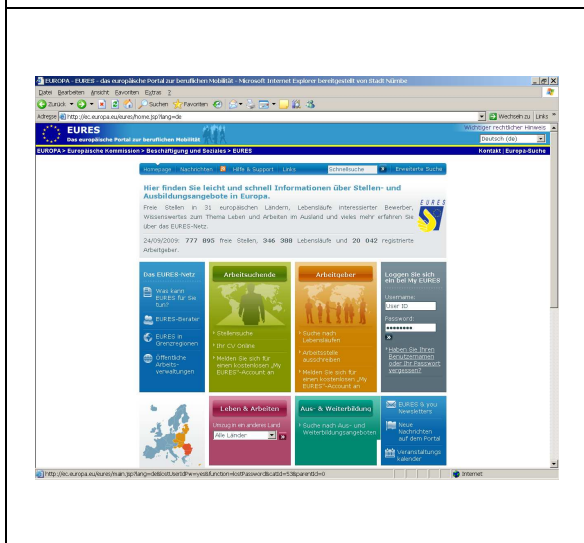 EUROPA - EURES - das europäische Portal zur beruflichen Mobilität - Microsoft Internet Explorer bereitgestellt von Stadt Nürnbe
Datei Bearbeiten Ansicht Favoriten Extras ?
Zurück Suchen Favoriten
Adresse http://ec.europa.eu/eures/home.jsp?lang=de Wechseln zu Links
EURES
Das europäische Portal zur beruflichen Mobilität
Wichtiger rechtlicher Hinweis
Deutsch (de)
EUROPA > Europäische Kommission > Beschäftigung und Soziales > EURES Kontakt | Europa-Suche
Homepage Nachrichten Hilfe & Support Links Schnellsuche Erweiterte Suche
Hier finden Sie leicht und schnell Informationen über Stellen- und
Ausbildungsangebote in Europa.
Freie Stellen in 31 europäischen Ländern, Lebensläufe interessierter Bewerber,
Wissenswertes zum Thema Leben und Arbeiten im Ausland und vieles mehr erfahren Sie
über das EURES-Netz.
EURES
24/09/2009: 777 895 freie Stellen, 346 388 Lebensläufe und 20 042 registrierte
Arbeitgeber.
Das EURES-Netz
Was kann
EURES für Sie
tun?
EURES-Berater
EURES in
Grenzregionen
Öffentliche
Arbeits-
verwaltungen
Arbeitsuchende
Stellensuche
Ihr CV Online
Melden Sie sich für
einen kostenlosen „My
EURES“-Account an
Arbeitgeber
Suche nach
Lebensläufen
Arbeitsstelle
ausschreiben
Melden Sie sich für
einen kostenlosen „My
EURES“-Account an
Loggen Sie sich
ein bei My EURES
Username:
User ID
Password:
Haben Sie Ihren
Benutzernamen
oder Ihr Passwort
vergessen?
Leben & Arbeiten
Umzug in ein anderes Land
Alle Länder
Aus- & Weiterbildung
Suche nach Aus- und
Weiterbildungsangeboten
EURES & you
Newsletters
Neue
Nachrichten
auf dem Portal
Veranstaltungs
kalender
Internet